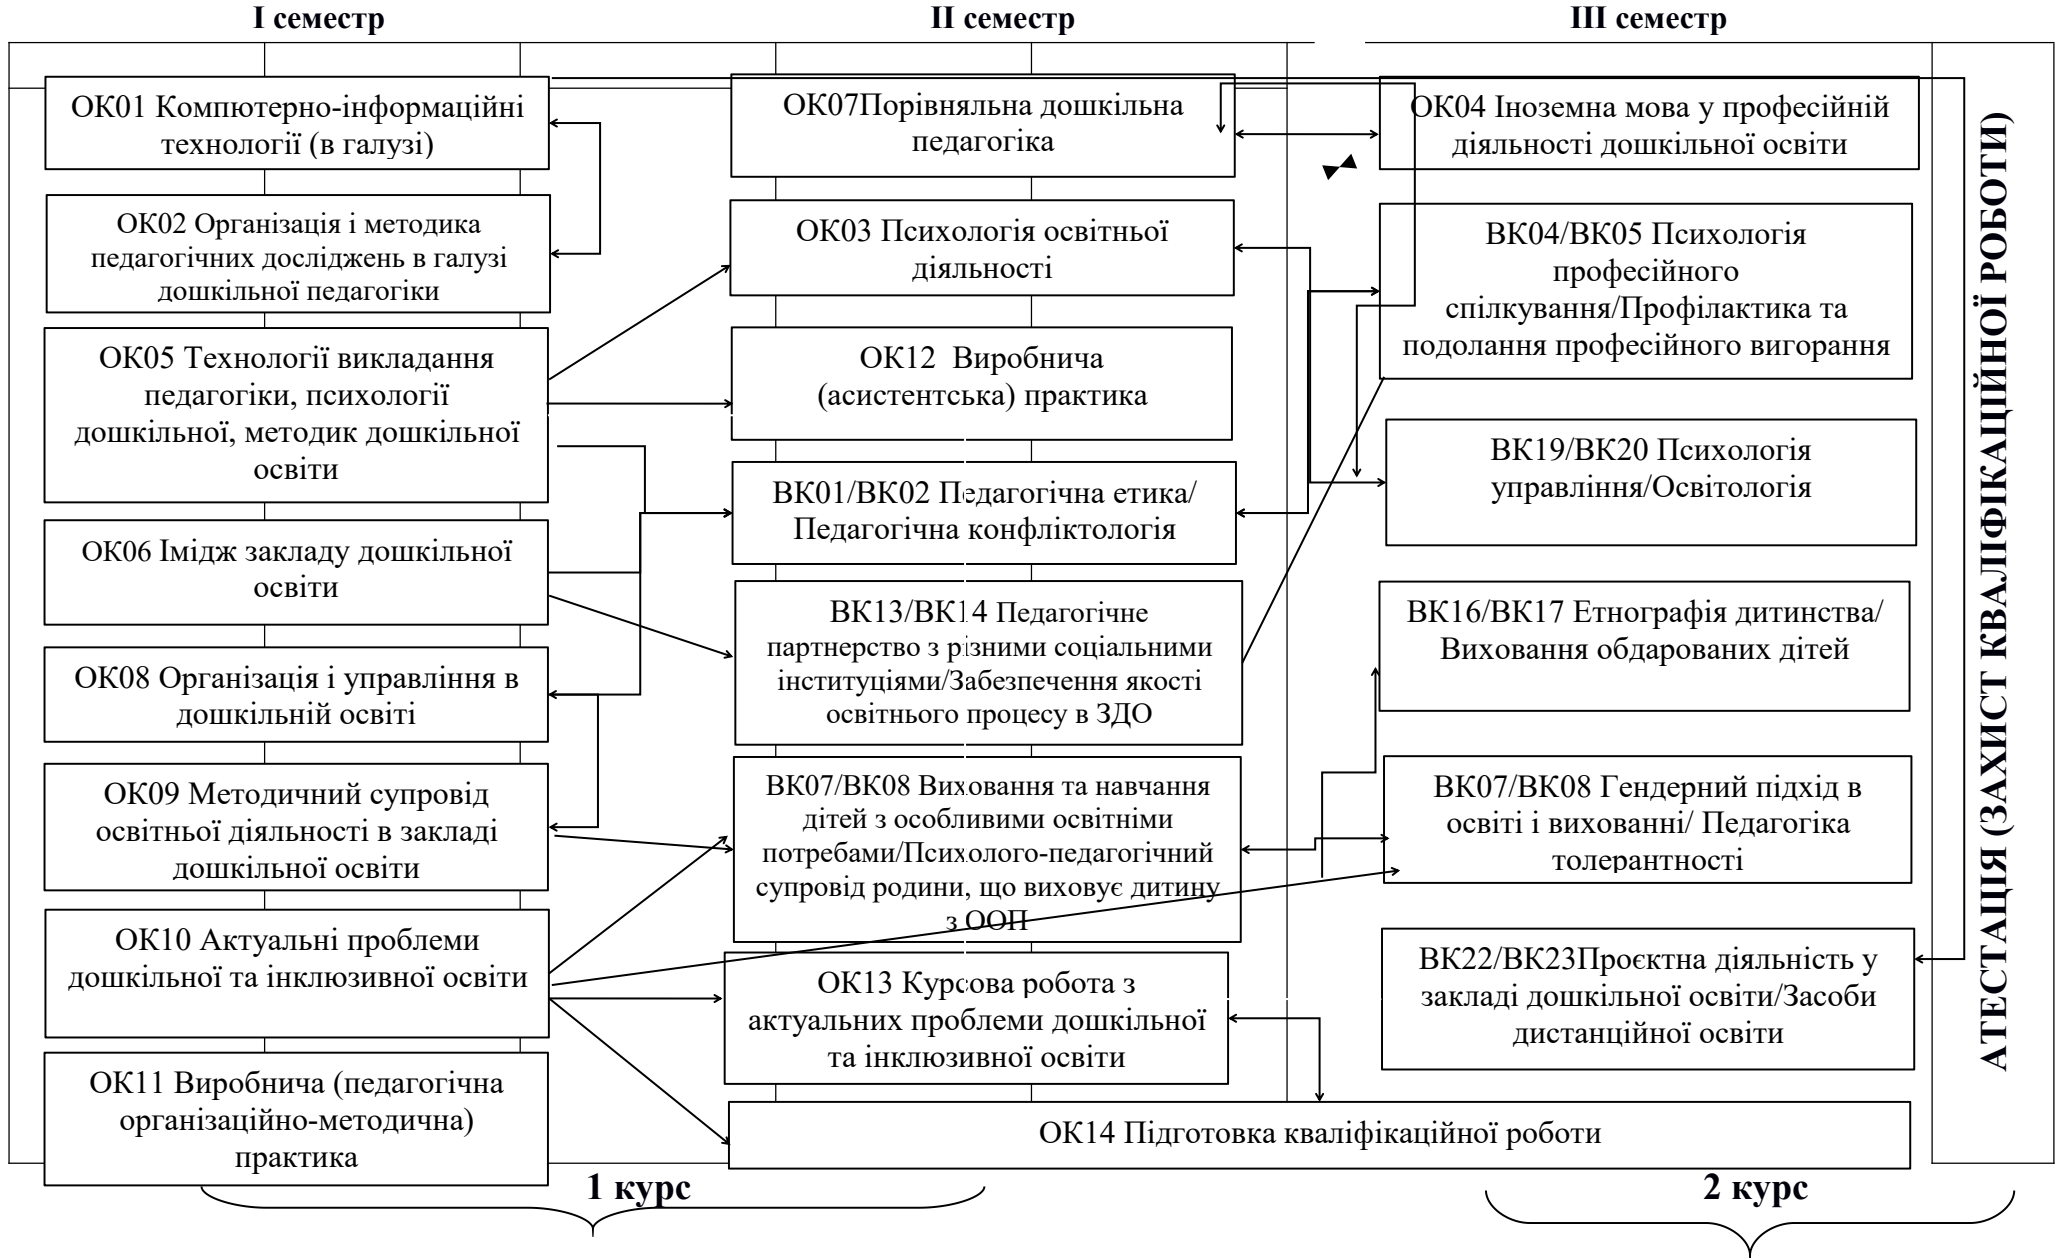 І семестр
ІІ семестр
ІІІ семестр
ОК01 Компютерно-інформаційні
технології (в галузі)
ОК02 Організація і методика
педагогічних досліджень в галузі
дошкільної педагогіки
ОК05 Технології викладання
педагогіки, психології
дошкільної, методик дошкільної
освіти
ОК06 Імідж закладу дошкільної
освіти
ОК08 Організація і управління в
дошкільній освіті
ОК09 Методичний супровід
освітньої діяльності в закладі
дошкільної освіти
ОК10 Актуальні проблеми
дошкільної та інклюзивної освіти
ОК11 Виробнича (педагогічна
організаційно-методична)
практика
ОК07Порівняльна дошкільна
педагогіка
ОК03 Психологія освітньої
діяльності
ОК12 Виробнича
(асистентська) практика
ВК01/ВК02 Педагогічна етика/
Педагогічна конфліктологія
ВК13/ВК14 Педагогічне
партнерство з різними соціальними
інституціями/Забезпечення якості
освітнього процесу в ЗДО
ВК07/ВК08 Виховання та навчання
дітей з особливими освітніми
потребами/Психолого-педагогічний
супровід родини, що виховує дитину
з ООП
ОК13 Курсова робота з
актуальних проблеми дошкільної
та інклюзивної освіти
ОК14 Підготовка кваліфікаційної роботи
ОК04 Іноземна мова у професійній
діяльності дошкільної освіти
ВК04/ВК05 Психологія
професійного
спілкування/Профілактика та
подолання професійного вигорання
ВК19/ВК20 Психологія
управління/Освітологія
ВК16/ВК17 Етнографія дитинства/
Виховання обдарованих дітей
ВК07/ВК08 Гендерний підхід в
освіті і вихованні/ Педагогіка
толерантності
ВК22/ВК23Проєктна діяльність у
закладі дошкільної освіти/Засоби
дистанційної освіти
АТЕСТАЦІЯ (ЗАХИСТ КВАЛІФІКАЦІЙНОЇ РОБОТИ)
1 курс
2 курс